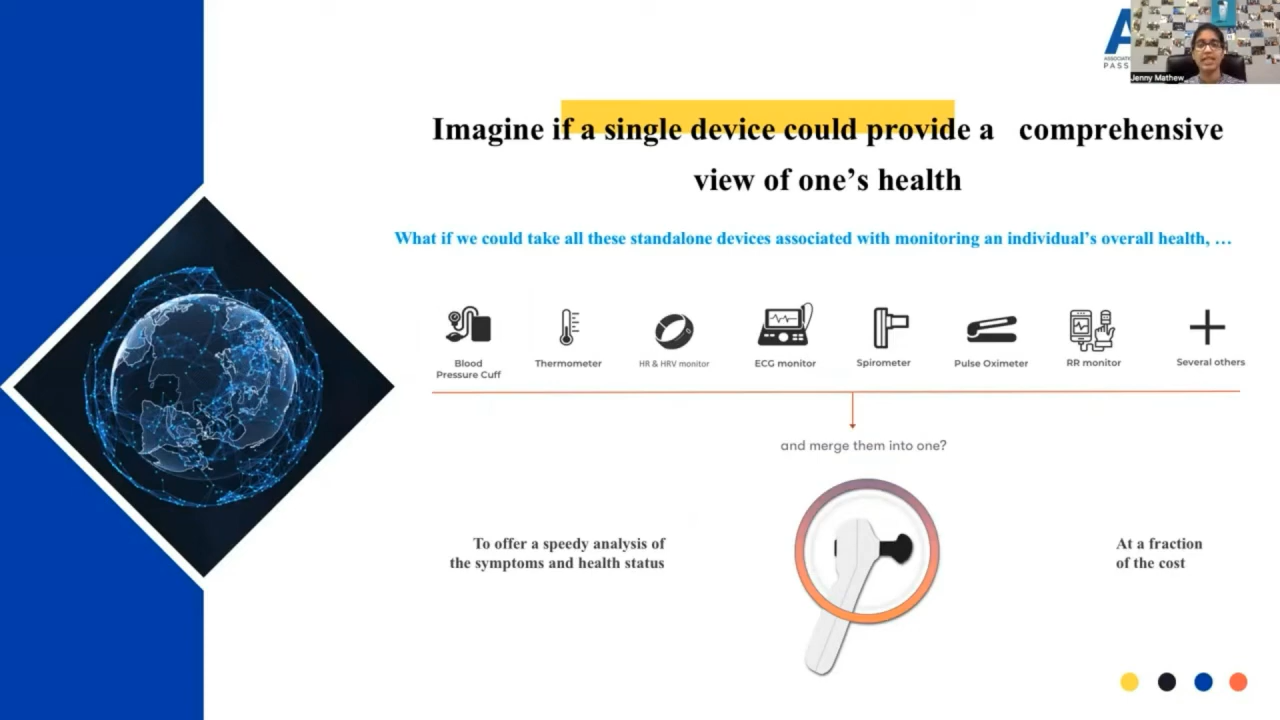 A
ASSOCIATI
PASS
Jenny Mathew
Imagine if a single device could provide a comprehensive
view of one’s health
What if we could take all these standalone devices associated with monitoring an individual’s overall health, …
Blood
Pressure Cuff
Thermometer
HR & HRV monitor
ECG monitor
Spirometer
Pulse Oximeter
RR monitor
Several others
and merge them into one?
To offer a speedy analysis of
the symptoms and health status
At a fraction
of the cost